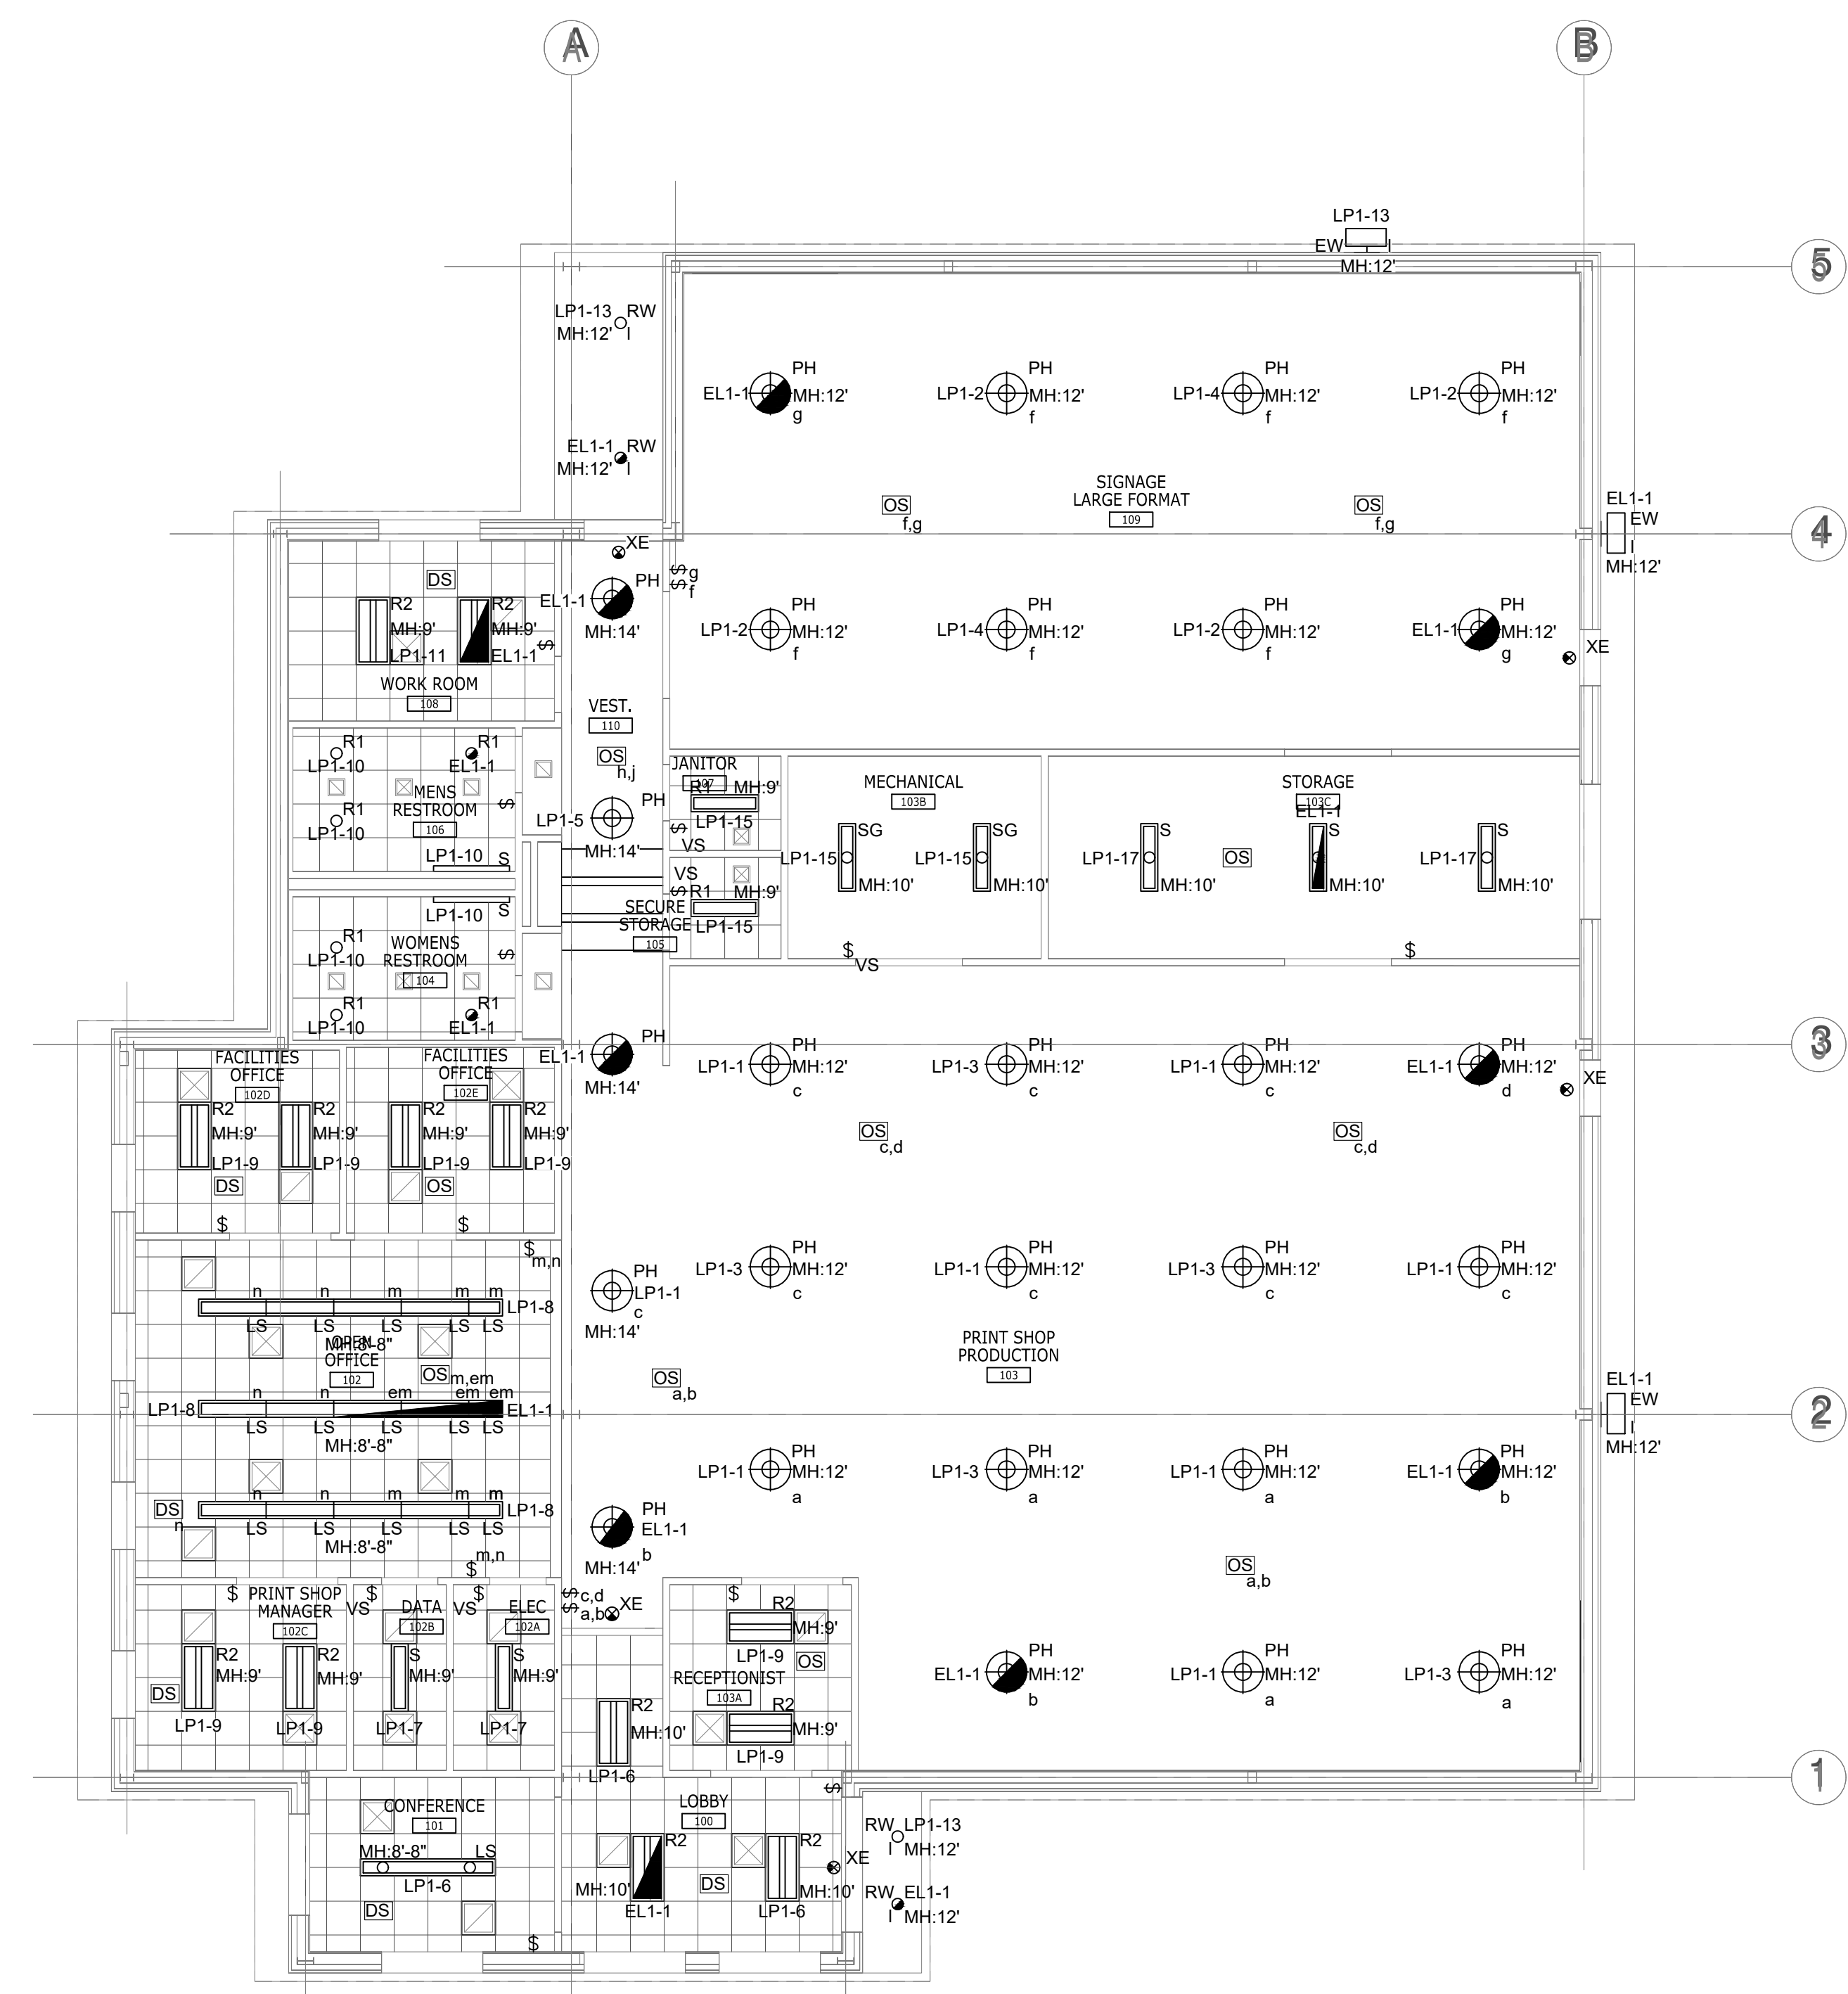 A
B
LP1-13
EW
l
MH:12'
5
LP1-13 RW
MH:12' l
PH
EL1-1 MH:12'
g
PH
LP1-2 MH:12'
f
PH
LP1-4 MH:12'
f
PH
LP1-2 MH:12'
f
EL1-1 RW
MH:12' l
SIGNAGE
LARGE FORMAT
109
OS
f,g
OS
f,g
EL1-1
EW
l
MH:12'
4
XE
DS
PH
EL1-1
MH:14'
$ g
$ f
R2
MH:9'
LP1-11
R2
MH:9'
EL1-1
$
PH
LP1-2 MH:12'
f
PH
LP1-4 MH:12'
f
PH
LP1-2 MH:12'
f
PH
EL1-1 MH:12'
g
XE
WORK ROOM
108
VEST.
110
R1
LP1-10
R1
EL1-1
OS
h,j
JANITOR
107
R1 MH:9'
LP1-15
$
VS
MECHANICAL
103B
STORAGE
103C
EL1-1
MENS
RESTROOM
106
$
R1
LP1-10
LP1-10 S
PH
LP1-5
MH:14'
SG
LP1-15
MH:10'
SG
LP1-15
MH:10'
S
LP1-17
MH:10'
OS
S
MH:10'
S
LP1-17
MH:10'
VS
$ R1 MH:9'
LP1-15
SECURE
STORAGE
105
LP1-10 S
WOMENS
RESTROOM
104
$
R1
LP1-10
$
VS
$
R1
LP1-10
R1
EL1-1
3
FACILITIES
OFFICE
102D
FACILITIES
OFFICE
102E
PH
EL1-1
MH:14'
PH
LP1-1 MH:12'
c
PH
LP1-3 MH:12'
c
PH
LP1-1 MH:12'
c
PH
EL1-1 MH:12'
d
XE
R2
MH:9'
LP1-9
R2
MH:9'
LP1-9
R2
MH:9'
LP1-9
R2
MH:9'
LP1-9
OS
c,d
OS
c,d
DS
OS
$
$
$
m,n
PH
LP1-1
c
MH:14'
PH
LP1-3 MH:12'
c
PH
LP1-1 MH:12'
c
PH
LP1-3 MH:12'
c
PH
LP1-1 MH:12'
c
n n m m m
LP1-8
LS LS LS LS LS
MH:8'-8"
OPEN
OFFICE
102
OS
m,em
PRINT SHOP
PRODUCTION
103
OS
a,b
n n em em em
LP1-8 EL1-1
LS LS LS LS LS
MH:8'-8"
EL1-1
EW
l
MH:12'
2
PH
LP1-1 MH:12'
a
PH
LP1-3 MH:12'
a
PH
LP1-1 MH:12'
a
PH
EL1-1 MH:12'
b
n n m m m
DS
n
LP1-8
LS LS LS LS LS
MH:8'-8"
PH
EL1-1
b
MH:14'
OS
a,b
$
m,n
$
PRINT SHOP
MANAGER
102C
$
VS
DATA
102B
$
VS
ELEC
102A
$ c,d
$ a,b
XE
$
R2
MH:9'
LP1-9
OS
RECEPTIONIST
103A
R2
MH:9'
LP1-9
R2
MH:9'
LP1-9
R2
MH:9'
LP1-9
DS
S
MH:9'
LP1-7
S
MH:9'
LP1-7
R2
MH:10'
LP1-6
PH
EL1-1 MH:12'
b
PH
LP1-1 MH:12'
a
PH
LP1-3 MH:12'
a
1
CONFERENCE
101
MH:8'-8" LS
LP1-6
DS
$
LOBBY
100
$
R2
MH:10'
EL1-1
DS
R2
MH:10'
LP1-6
XE
RW LP1-13
l MH:12'
RW EL1-1
l MH:12'